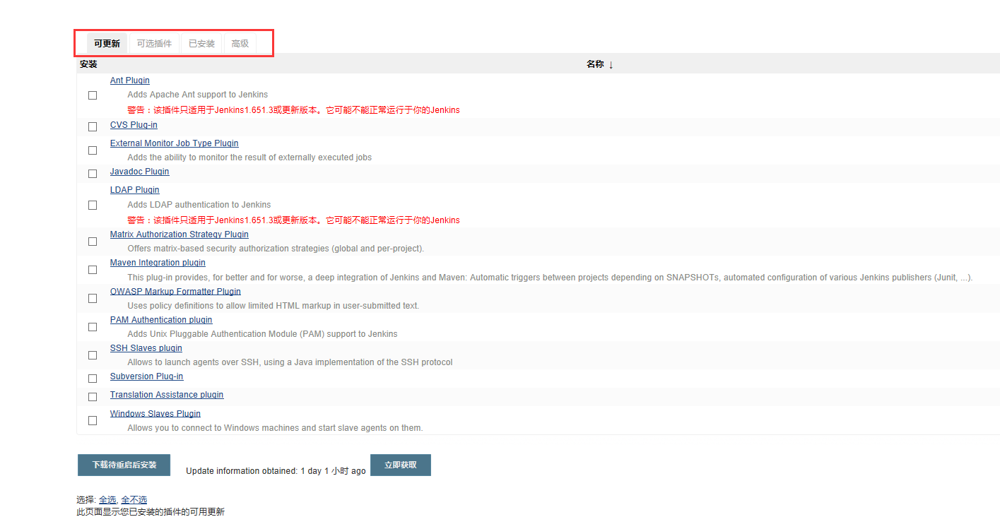 可更新 可选插件 已安装 高级
安装 名称 ↓
Ant Plugin
Adds Apache Ant support to Jenkins
警告：该插件只适用于Jenkins1.651.3或更新版本。它可能不能正常运行于你的Jenkins
CVS Plug-in
External Monitor Job Type Plugin
Adds the ability to monitor the result of externally executed jobs
Javadoc Plugin
LDAP Plugin
Adds LDAP authentication to Jenkins
警告：该插件只适用于Jenkins1.651.3或更新版本。它可能不能正常运行于你的Jenkins
Matrix Authorization Strategy Plugin
Offers matrix-based security authorization strategies (global and per-project).
Maven Integration plugin
This plug-in provides, for better and for worse, a deep integration of Jenkins and Maven: Automatic triggers between projects depending on SNAPSHOTs, automated configuration of various Jenkins publishers (Junit, ...).
OWASP Markup Formatter Plugin
Uses policy definitions to allow limited HTML markup in user-submitted text.
PAM Authentication plugin
Adds Unix Pluggable Authentication Module (PAM) support to Jenkins
SSH Slaves plugin
Allows to launch agents over SSH, using a Java implementation of the SSH protocol
Subversion Plug-in
Translation Assistance plugin
Windows Slaves Plugin
Allows you to connect to Windows machines and start slave agents on them.
下载待重启后安装 Update information obtained: 1 day 1 小时 ago 立即获取
选择: 全选, 全不选
此页面显示您已安装的插件的可用更新